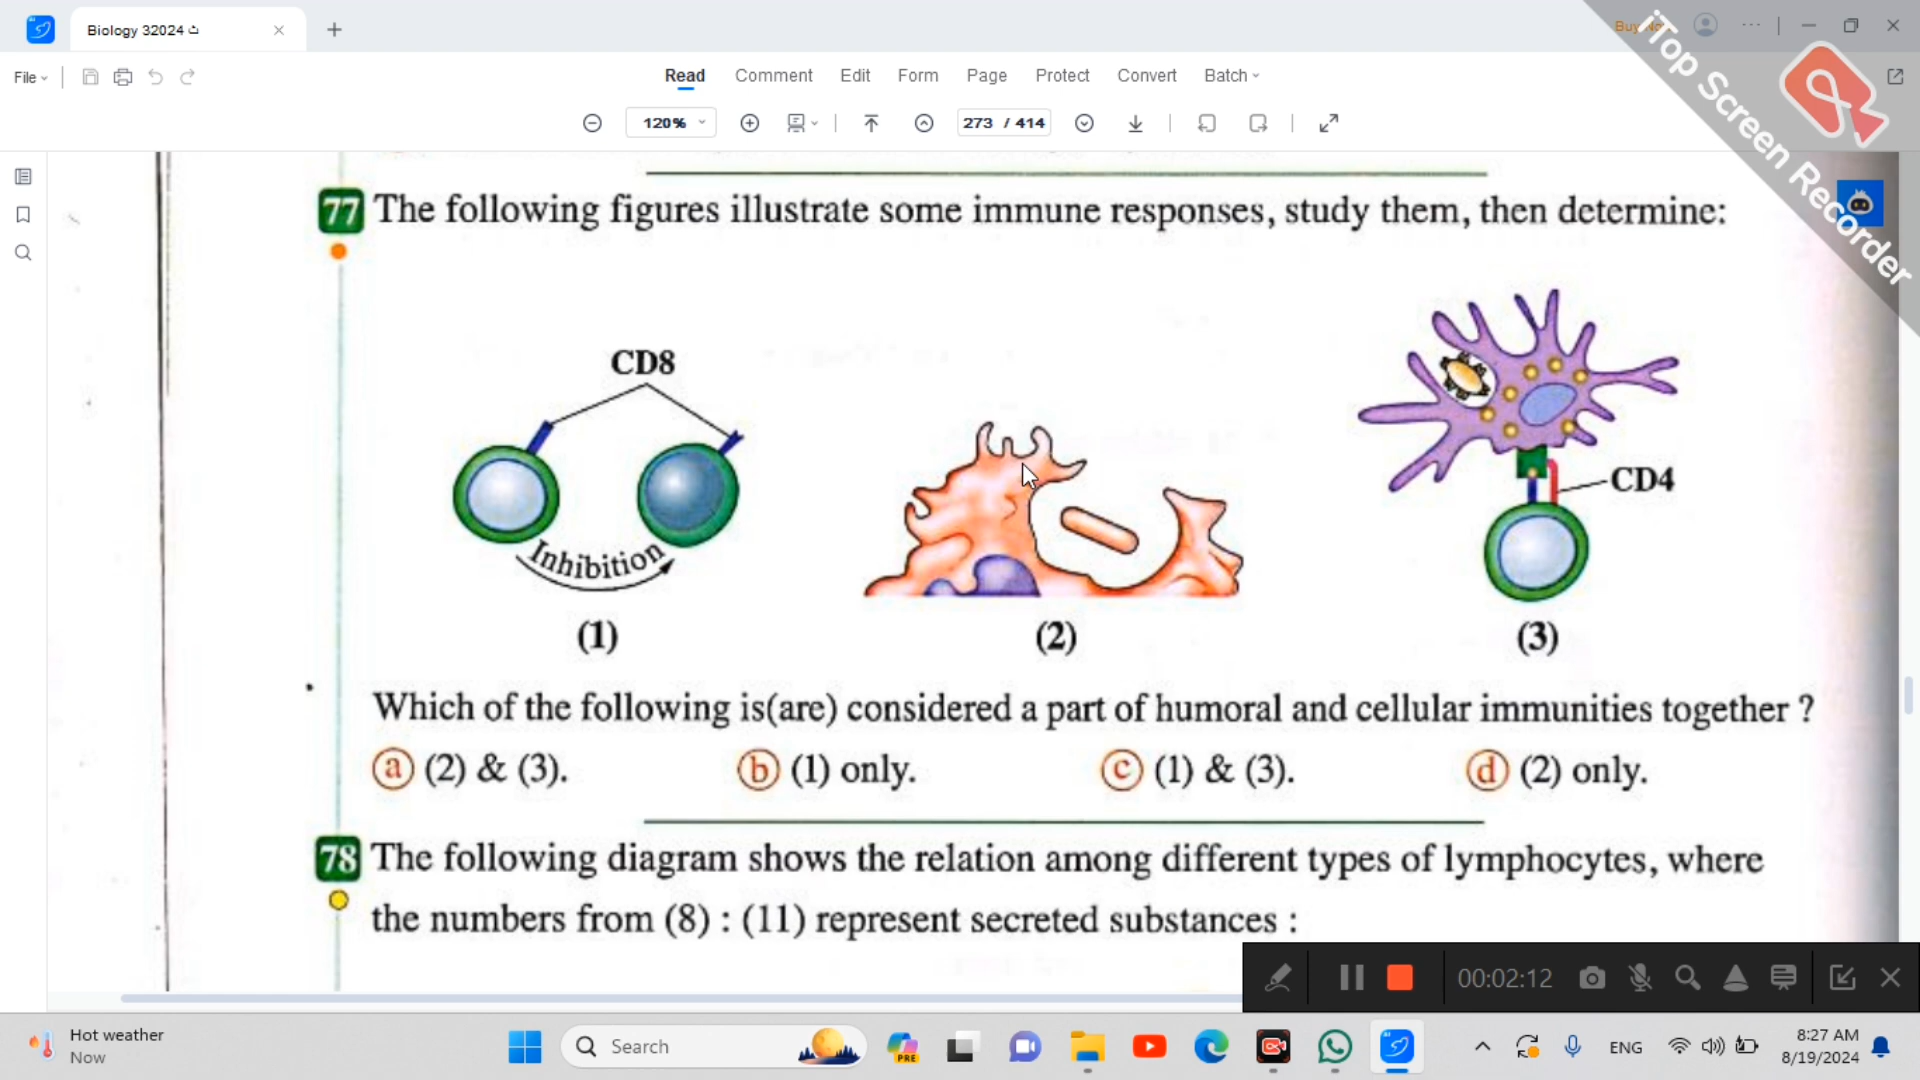 Biology 32024 ث
Buy No
iTop Screen Recorder
File
Read
Comment
Edit
Form
Page
Protect
Convert
Batch
120%
273 / 414
77 The following figures illustrate some immune responses, study them, then determine:
CD8
Inhibition
CD4
(1)
(2)
(3)
Which of the following is(are) considered a part of humoral and cellular immunities together ?
a (2) & (3).
b (1) only.
c (1) & (3).
d (2) only.
78 The following diagram shows the relation among different types of lymphocytes, where
the numbers from (8) : (11) represent secreted substances :
00:02:12
Hot weather
Now
Search
PRE
ENG
8:27 AM
8/19/2024